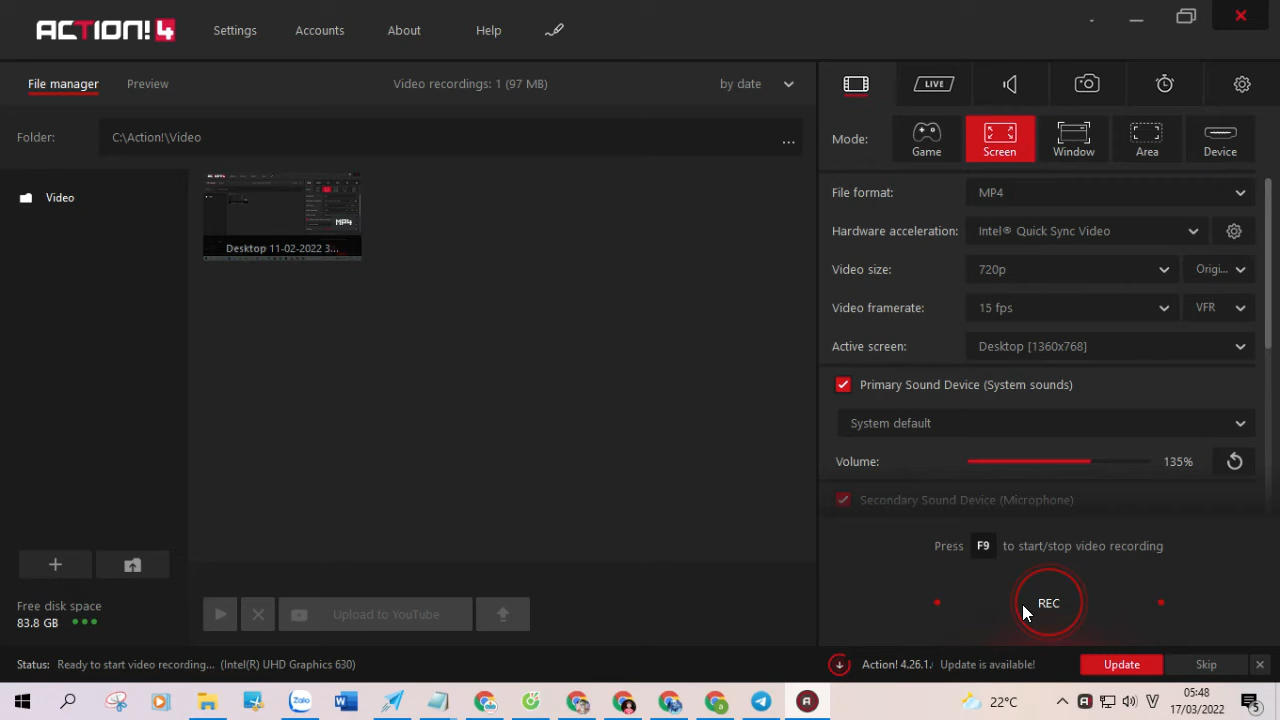 ACTION! 4 Settings Accounts About Help
File manager Preview Video recordings: 1 (97 MB) by date
LIVE
Folder: C:\Action!\Video ...
Mode: Game Screen Window Area Device
Video
MP4
Desktop 11-02-2022 3...
File format: MP4
Hardware acceleration: Intel® Quick Sync Video
Video size: 720p Origi...
Video framerate: 15 fps VFR
Active screen: Desktop [1360x768]
Primary Sound Device (System sounds)
System default
Volume: 135%
Secondary Sound Device (Microphone)
Press F9 to start/stop video recording
REC
Free disk space
83.8 GB
Upload to YouTube
Status: Ready to start video recording... (Intel(R) UHD Graphics 630)
Action! 4.26.1. Update is available! Update Skip
Zalo
22°C
V
05:48
17/03/2022
5